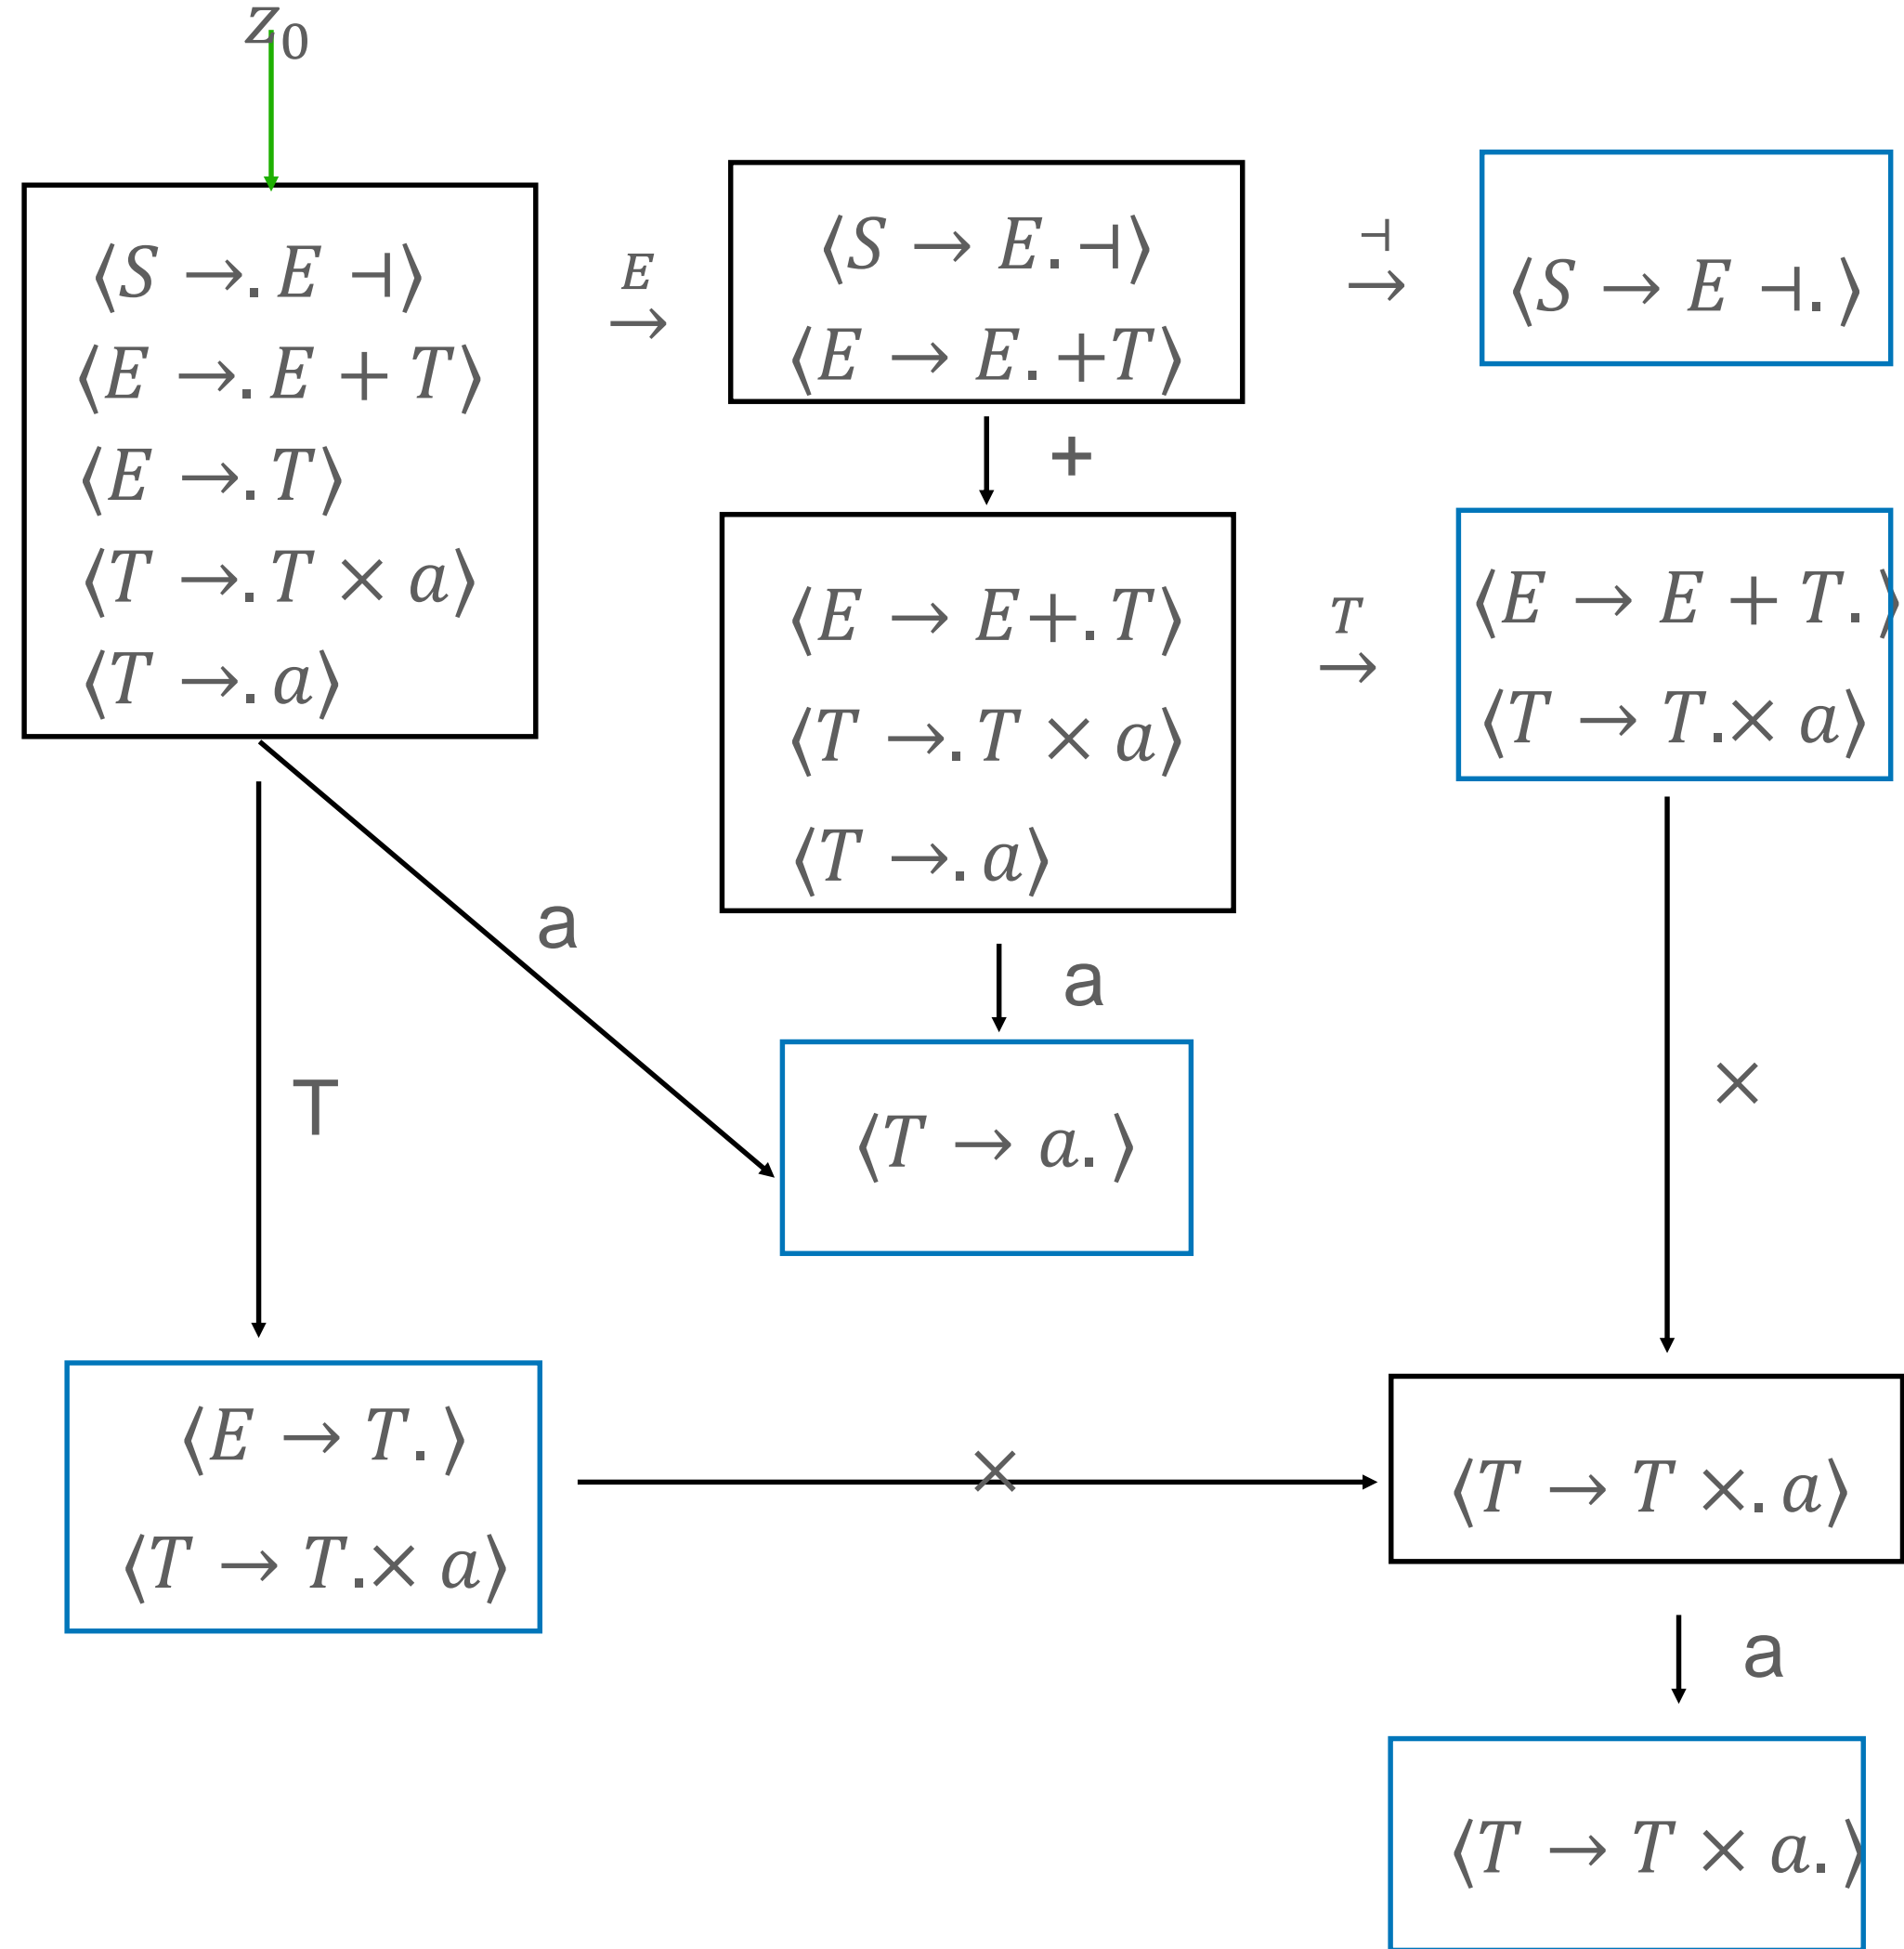 z₀
⟨S →. E ⊣⟩
⟨E →. E + T⟩
⟨E →. T⟩
⟨T →. T × a⟩
⟨T →. a⟩
E
→
⟨S → E. ⊣⟩
⟨E → E. +T⟩
⊣
→
⟨S → E ⊣. ⟩
+
⟨E → E+. T⟩
⟨T →. T × a⟩
⟨T →. a⟩
T
→
⟨E → E + T. ⟩
⟨T → T.× a⟩
a
a
⟨T → a. ⟩
T
×
⟨E → T. ⟩
⟨T → T.× a⟩
×
⟨T → T ×. a⟩
a
⟨T → T × a. ⟩